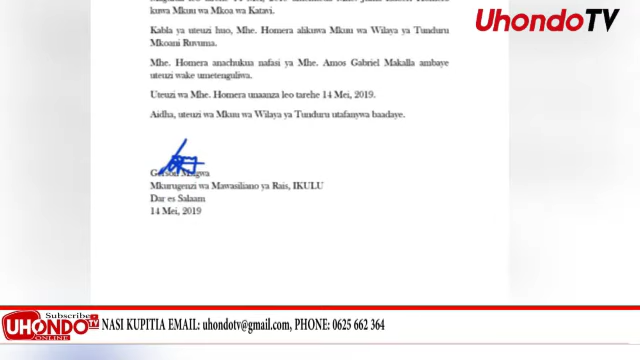 UhondoTV
kuwa Mkuu wa Mkoa wa Katavi.
Kabla ya uteuzi huo, Mhe. Homera alikuwa Mkuu wa Wilaya ya Tunduru
Mkoani Ruvuma.
Mhe. Homera anachukua nafasi ya Mhe. Amos Gabriel Makalla ambaye
uteuzi wake umetenguliwa.
Uteuzi wa Mhe. Homera unaanza leo tarehe 14 Mei, 2019.
Aidha, uteuzi wa Mkuu wa Wilaya ya Tunduru utafanywa baadaye.
Gerson Msigwa
Mkurugenzi wa Mawasiliano ya Rais, IKULU
Dar es Salaam
14 Mei, 2019
Subscribe
UHONDO TV
ONLINE
NASI KUPITIA EMAIL: uhondotv@gmail.com, PHONE: 0625 662 364